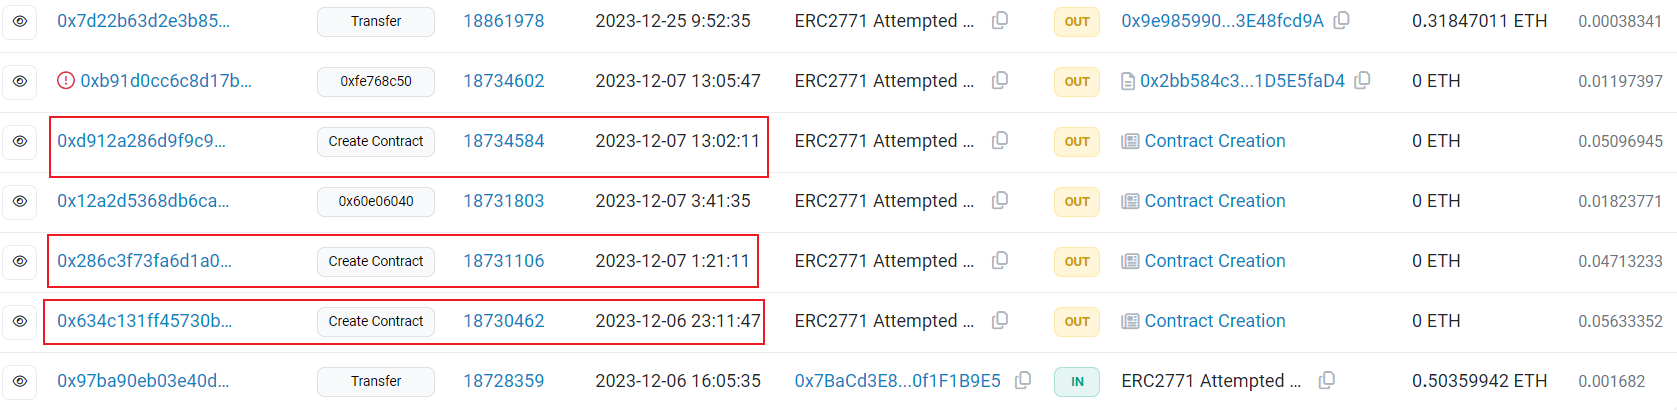 0x7d22b63d2e3b85... Transfer 18861978 2023-12-25 9:52:35 ERC2771 Attempted ... OUT 0x9e985990...3E48fcd9A 0.31847011 ETH 0.00038341
0xb91d0cc6c8d17b... 0xfe768c50 18734602 2023-12-07 13:05:47 ERC2771 Attempted ... OUT 0x2bb584c3...1D5E5faD4 0 ETH 0.01197397
0xd912a286d9f9c9... Create Contract 18734584 2023-12-07 13:02:11 ERC2771 Attempted ... OUT Contract Creation 0 ETH 0.05096945
0x12a2d5368db6ca... 0x60e06040 18731803 2023-12-07 3:41:35 ERC2771 Attempted ... OUT Contract Creation 0 ETH 0.01823771
0x286c3f73fa6d1a0... Create Contract 18731106 2023-12-07 1:21:11 ERC2771 Attempted ... OUT Contract Creation 0 ETH 0.04713233
0x634c131ff45730b... Create Contract 18730462 2023-12-06 23:11:47 ERC2771 Attempted ... OUT Contract Creation 0 ETH 0.05633352
0x97ba90eb03e40d... Transfer 18728359 2023-12-06 16:05:35 0x7BaCd3E8...0f1F1B9E5 IN ERC2771 Attempted ... 0.50359942 ETH 0.001682